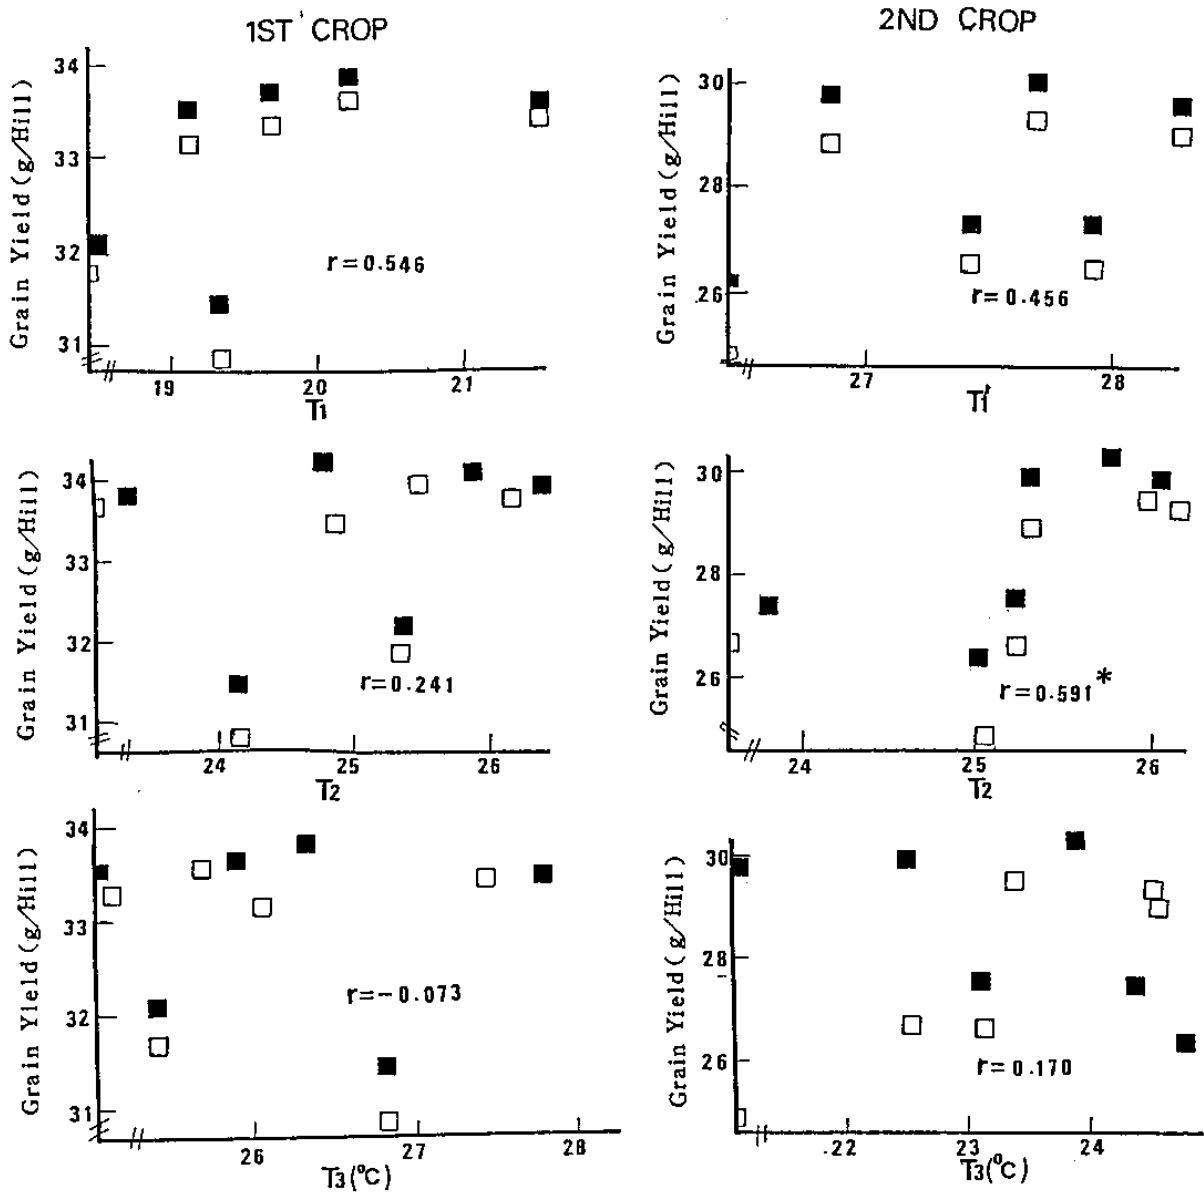 1ST CROP
2ND CROP
Grain Yield (g/Hill)
34
33
32
31
r=0.546
19
20
21
T1
Grain Yield (g/Hill)
30
28
26
r=0.456
27
28
T1
Grain Yield (g/Hill)
34
33
32
31
r=0.241
24
25
26
T2
Grain Yield (g/Hill)
30
28
26
r=0.591*
24
25
26
T2
Grain Yield (g/Hill)
34
33
32
31
r=-0.073
26
27
28
T3(°C)
Grain Yield (g/Hill)
30
28
26
r=0.170
22
23
24
T3(°C)